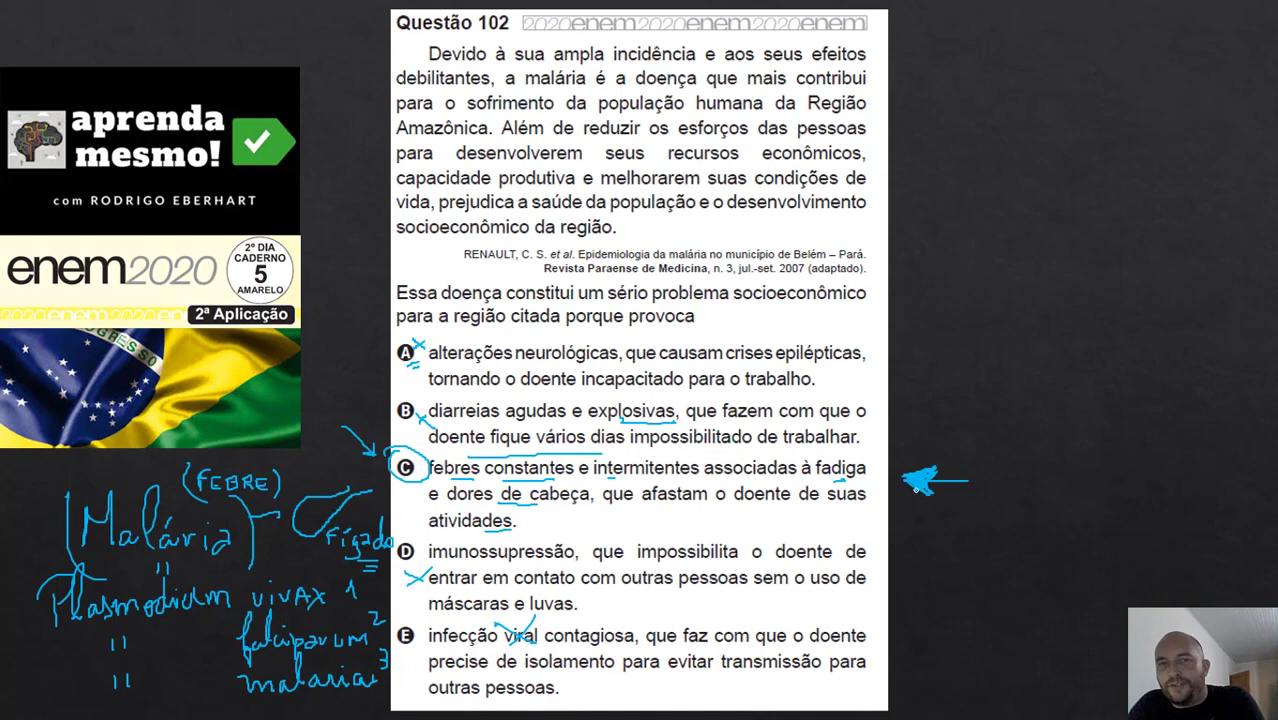 Questão 102
2020enem2020enem2020enem
Devido à sua ampla incidência e aos seus efeitos
debilitantes, a malária é a doença que mais contribui
para o sofrimento da população humana da Região
Amazônica. Além de reduzir os esforços das pessoas
para desenvolverem seus recursos econômicos,
capacidade produtiva e melhorarem suas condições de
vida, prejudica a saúde da população e o desenvolvimento
socioeconômico da região.
RENAULT, C. S. et al. Epidemiologia da malária no município de Belém – Pará.
Revista Paraense de Medicina, n. 3, jul.-set. 2007 (adaptado).
Essa doença constitui um sério problema socioeconômico
para a região citada porque provoca
A alterações neurológicas, que causam crises epilépticas,
tornando o doente incapacitado para o trabalho.
B diarreias agudas e explosivas, que fazem com que o
doente fique vários dias impossibilitado de trabalhar.
C febres constantes e intermitentes associadas à fadiga
e dores de cabeça, que afastam o doente de suas
atividades.
D imunossupressão, que impossibilita o doente de
entrar em contato com outras pessoas sem o uso de
máscaras e luvas.
E infecção viral contagiosa, que faz com que o doente
precise de isolamento para evitar transmissão para
outras pessoas.
aprenda
mesmo!
com RODRIGO EBERHART
enem2020
2º DIA
CADERNO
5
AMARELO
2ª Aplicação
(FEBRE)
Malária
Fígado
Plasmodium vivAx 1
" falciparum 2
" malariai 3